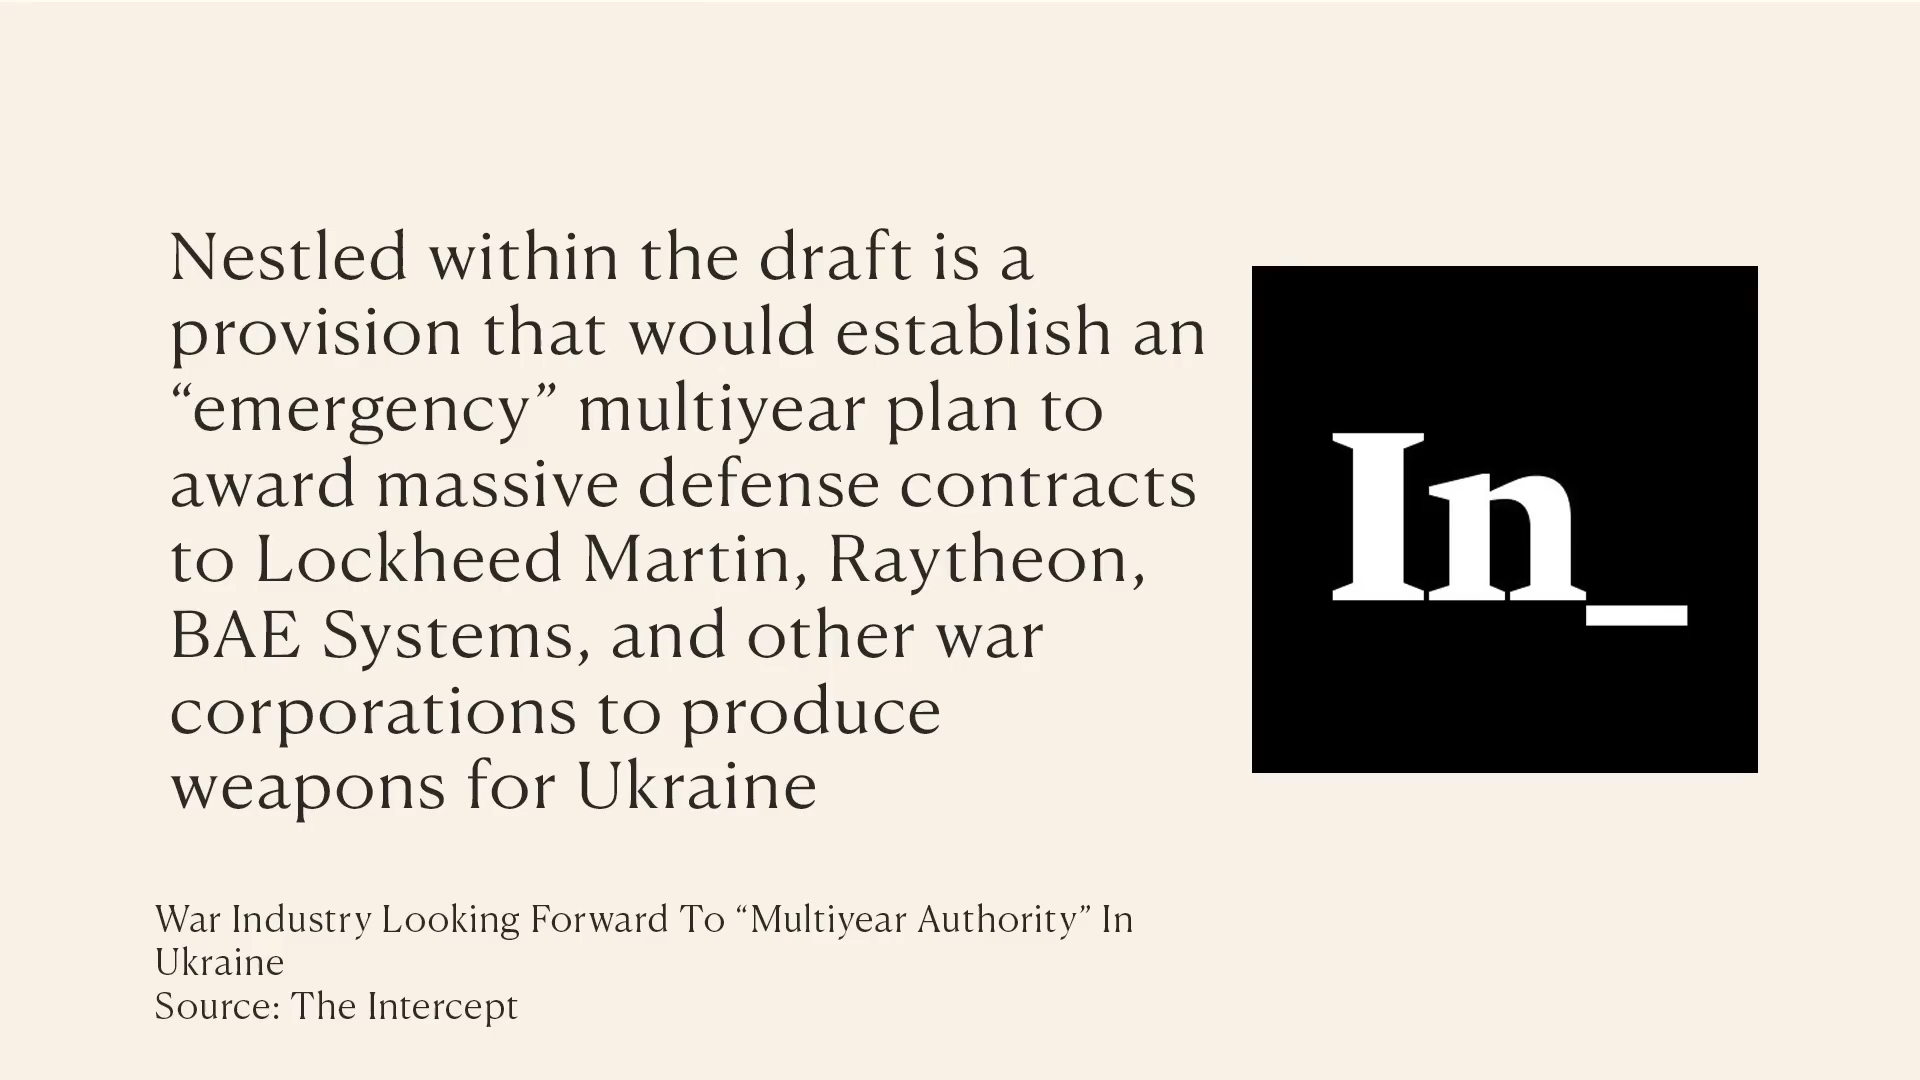 Nestled within the draft is a
provision that would establish an
“emergency” multiyear plan to
award massive defense contracts
to Lockheed Martin, Raytheon,
BAE Systems, and other war
corporations to produce
weapons for Ukraine
In_
War Industry Looking Forward To “Multiyear Authority” In
Ukraine
Source: The Intercept